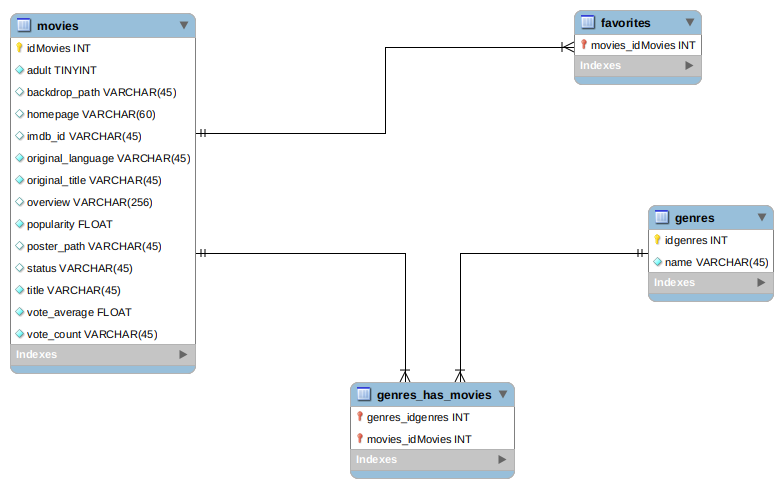 movies
idMovies INT
adult TINYINT
backdrop_path VARCHAR(45)
homepage VARCHAR(60)
imdb_id VARCHAR(45)
original_language VARCHAR(45)
original_title VARCHAR(45)
overview VARCHAR(256)
popularity FLOAT
poster_path VARCHAR(45)
status VARCHAR(45)
title VARCHAR(45)
vote_average FLOAT
vote_count VARCHAR(45)
Indexes
favorites
movies_idMovies INT
Indexes
genres
idgenres INT
name VARCHAR(45)
Indexes
genres_has_movies
genres_idgenres INT
movies_idMovies INT
Indexes